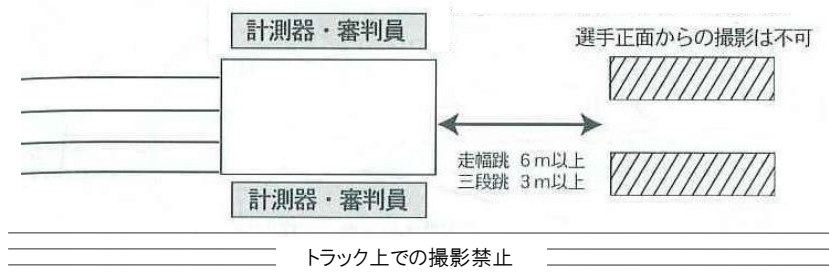 計測器・審判員
選手正面からの撮影は不可
走幅跳 6m以上
三段跳 3m以上
計測器・審判員
トラック上での撮影禁止